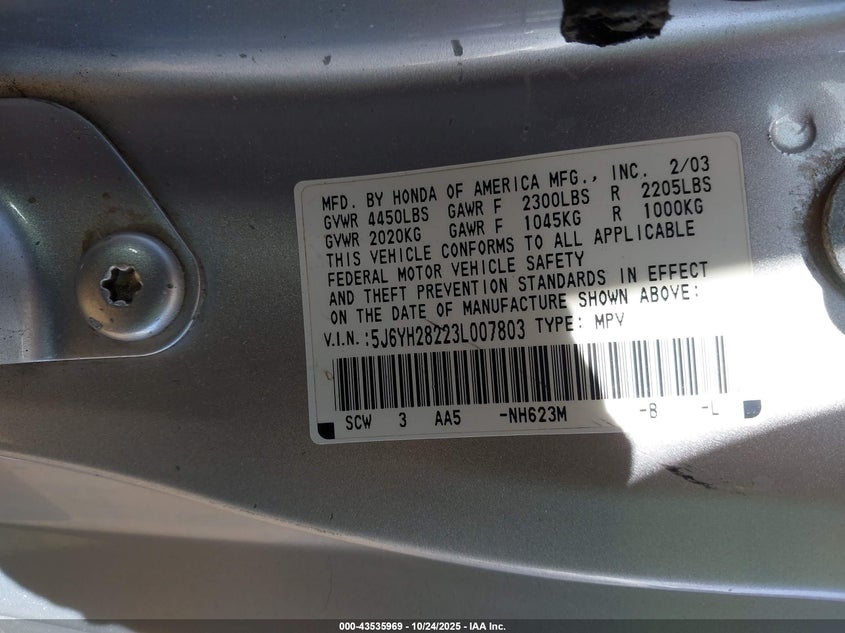 MFD. BY HONDA OF AMERICA MFG., INC. 2/03
GVWR 4450LBS GAWR F 2300LBS R 2205LBS
GVWR 2020KG GAWR F 1045KG R 1000KG
THIS VEHICLE CONFORMS TO ALL APPLICABLE
FEDERAL MOTOR VEHICLE SAFETY
AND THEFT PREVENTION STANDARDS IN EFFECT
ON THE DATE OF MANUFACTURE SHOWN ABOVE:
V.I.N.:5J6YH28223L007803 TYPE: MPV
SCW 3 AA5 -NH623M -B -L
000-43535969 - 10/24/2025 - IAA Inc.